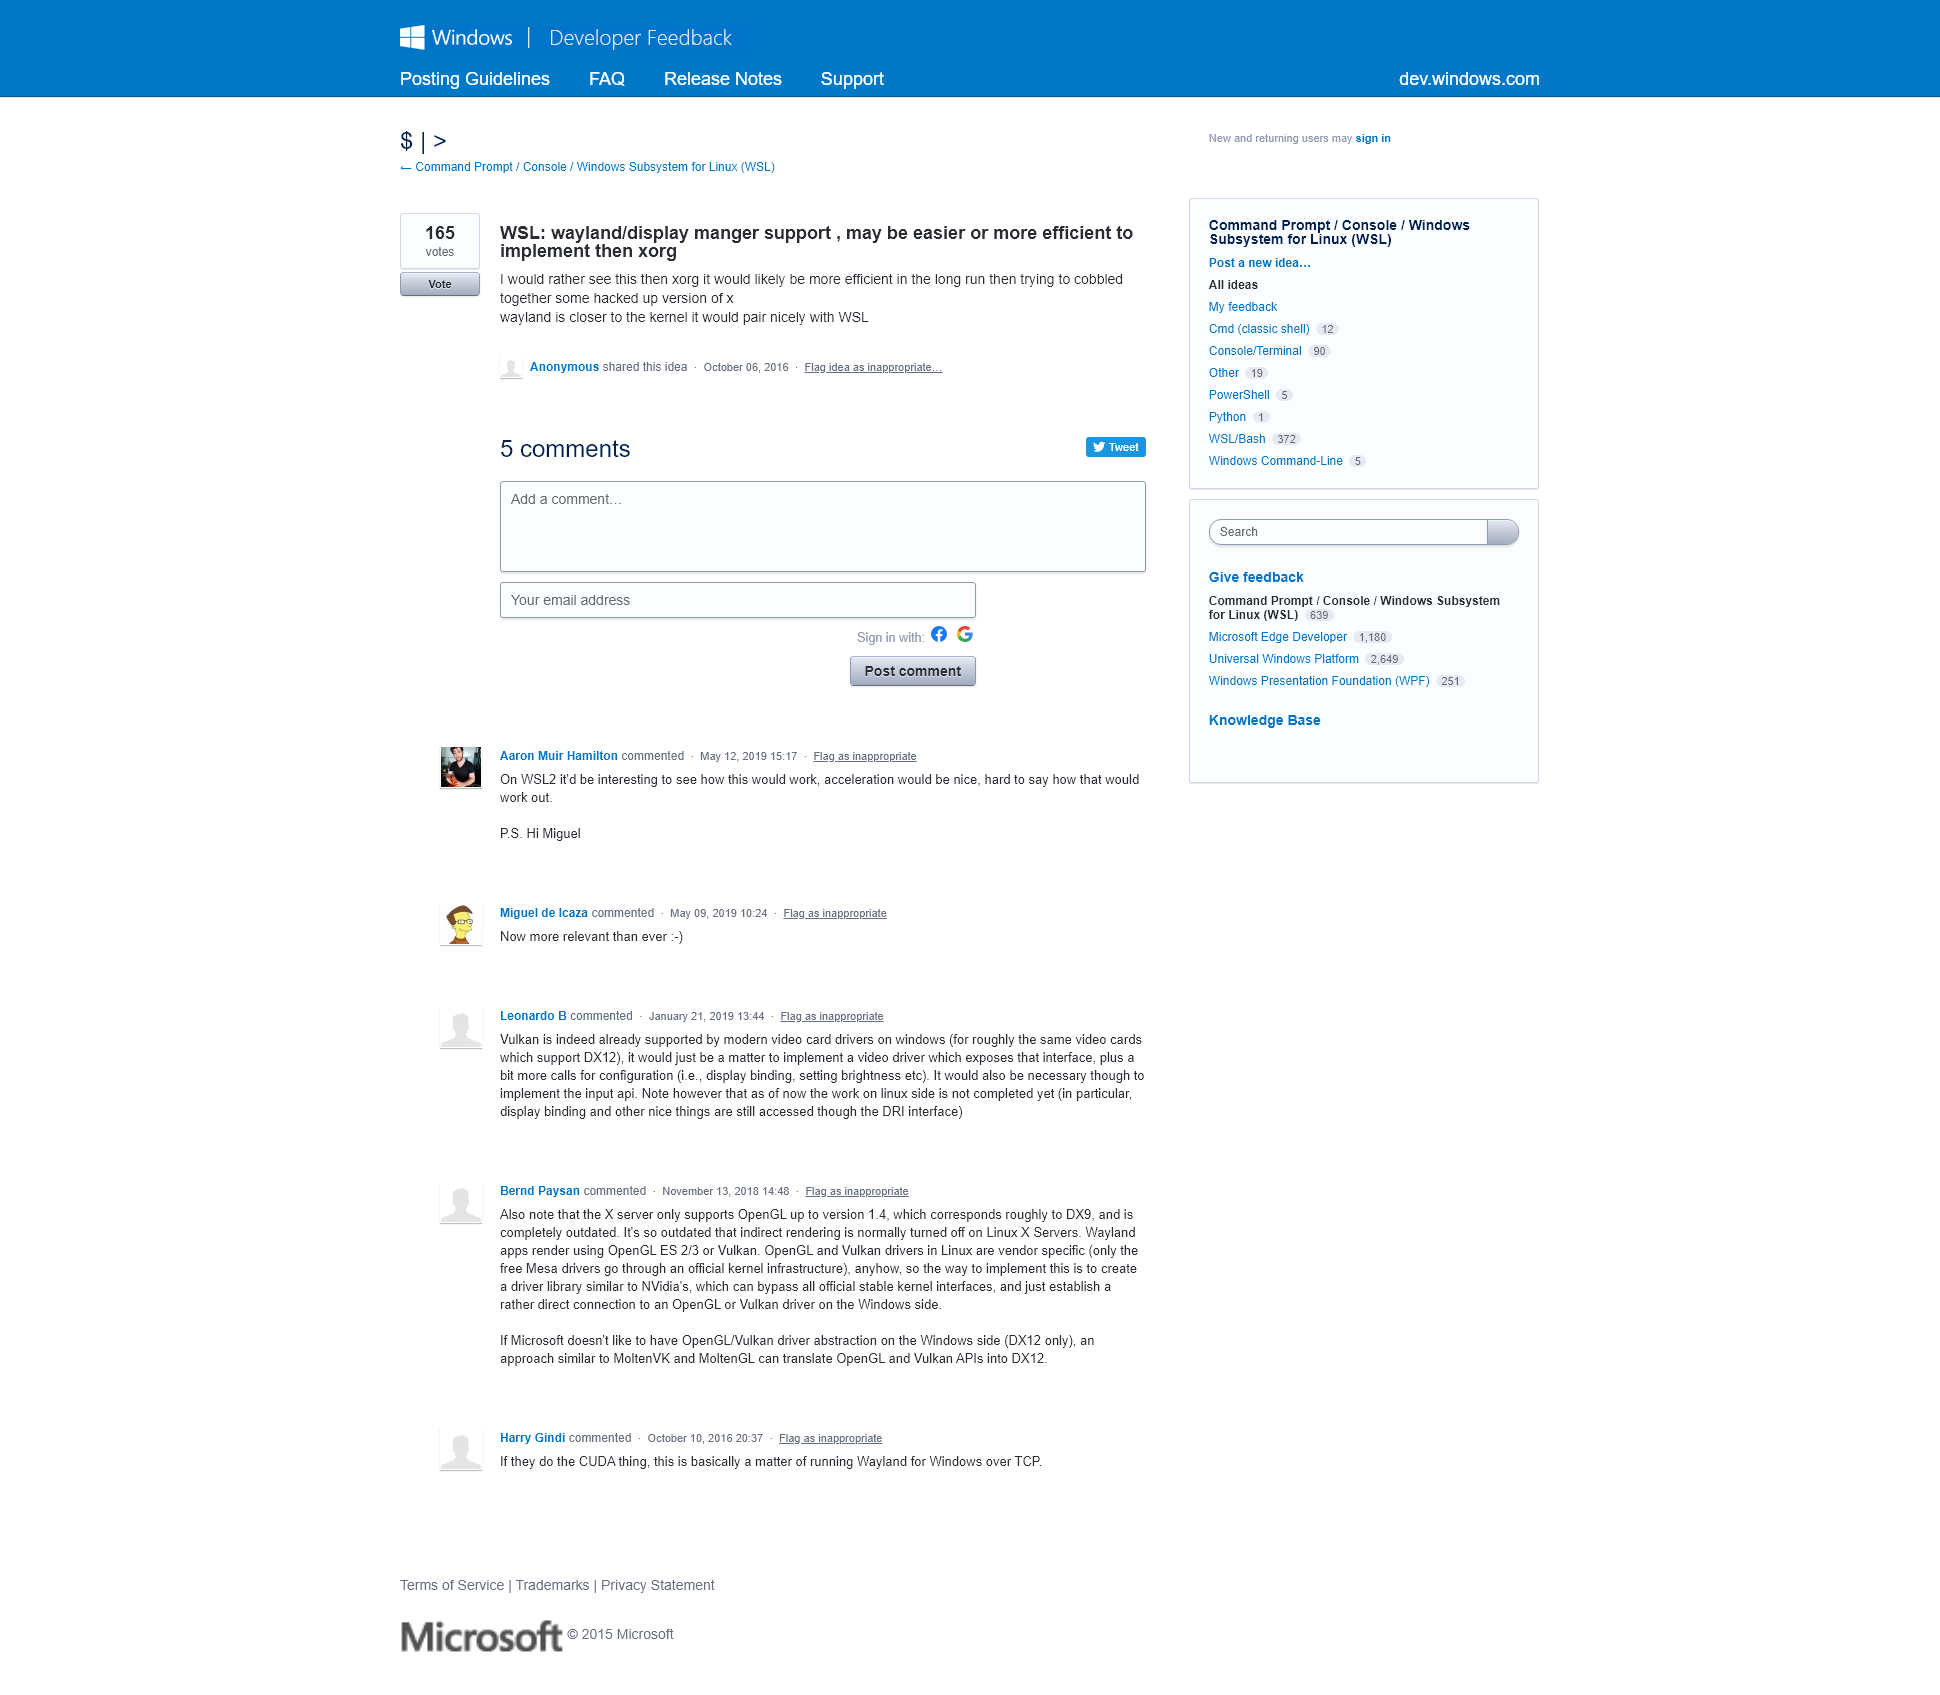 Windows | Developer Feedback
Posting Guidelines FAQ Release Notes Support dev.windows.com
$ | >
← Command Prompt / Console / Windows Subsystem for Linux (WSL)
165
votes
Vote
WSL: wayland/display manger support , may be easier or more efficient to
implement then xorg
I would rather see this then xorg it would likely be more efficient in the long run then trying to cobbled
together some hacked up version of x
wayland is closer to the kernel it would pair nicely with WSL
Anonymous shared this idea · October 06, 2016 · Flag idea as inappropriate…
5 comments
Tweet
Add a comment…
Your email address
Sign in with:
Post comment
Aaron Muir Hamilton commented · May 12, 2019 15:17 · Flag as inappropriate
On WSL2 it'd be interesting to see how this would work, acceleration would be nice, hard to say how that would
work out.
P.S. Hi Miguel
Miguel de Icaza commented · May 09, 2019 10:24 · Flag as inappropriate
Now more relevant than ever :-)
Leonardo B commented · January 21, 2019 13:44 · Flag as inappropriate
Vulkan is indeed already supported by modern video card drivers on windows (for roughly the same video cards
which support DX12), it would just be a matter to implement a video driver which exposes that interface, plus a
bit more calls for configuration (i.e., display binding, setting brightness etc). It would also be necessary though to
implement the input api. Note however that as of now the work on linux side is not completed yet (in particular,
display binding and other nice things are still accessed though the DRI interface)
Bernd Paysan commented · November 13, 2018 14:48 · Flag as inappropriate
Also note that the X server only supports OpenGL up to version 1.4, which corresponds roughly to DX9, and is
completely outdated. It's so outdated that indirect rendering is normally turned off on Linux X Servers. Wayland
apps render using OpenGL ES 2/3 or Vulkan. OpenGL and Vulkan drivers in Linux are vendor specific (only the
free Mesa drivers go through an official kernel infrastructure), anyhow, so the way to implement this is to create
a driver library similar to NVidia's, which can bypass all official stable kernel interfaces, and just establish a
rather direct connection to an OpenGL or Vulkan driver on the Windows side.
If Microsoft doesn't like to have OpenGL/Vulkan driver abstraction on the Windows side (DX12 only), an
approach similar to MoltenVK and MoltenGL can translate OpenGL and Vulkan APIs into DX12.
Harry Gindi commented · October 10, 2016 20:37 · Flag as inappropriate
If they do the CUDA thing, this is basically a matter of running Wayland for Windows over TCP.
New and returning users may sign in
Command Prompt / Console / Windows
Subsystem for Linux (WSL)
Post a new idea…
All ideas
My feedback
Cmd (classic shell) 12
Console/Terminal 90
Other 19
PowerShell 5
Python 1
WSL/Bash 372
Windows Command-Line 5
Search
Give feedback
Command Prompt / Console / Windows Subsystem
for Linux (WSL) 639
Microsoft Edge Developer 1,180
Universal Windows Platform 2,649
Windows Presentation Foundation (WPF) 251
Knowledge Base
Terms of Service | Trademarks | Privacy Statement
Microsoft © 2015 Microsoft